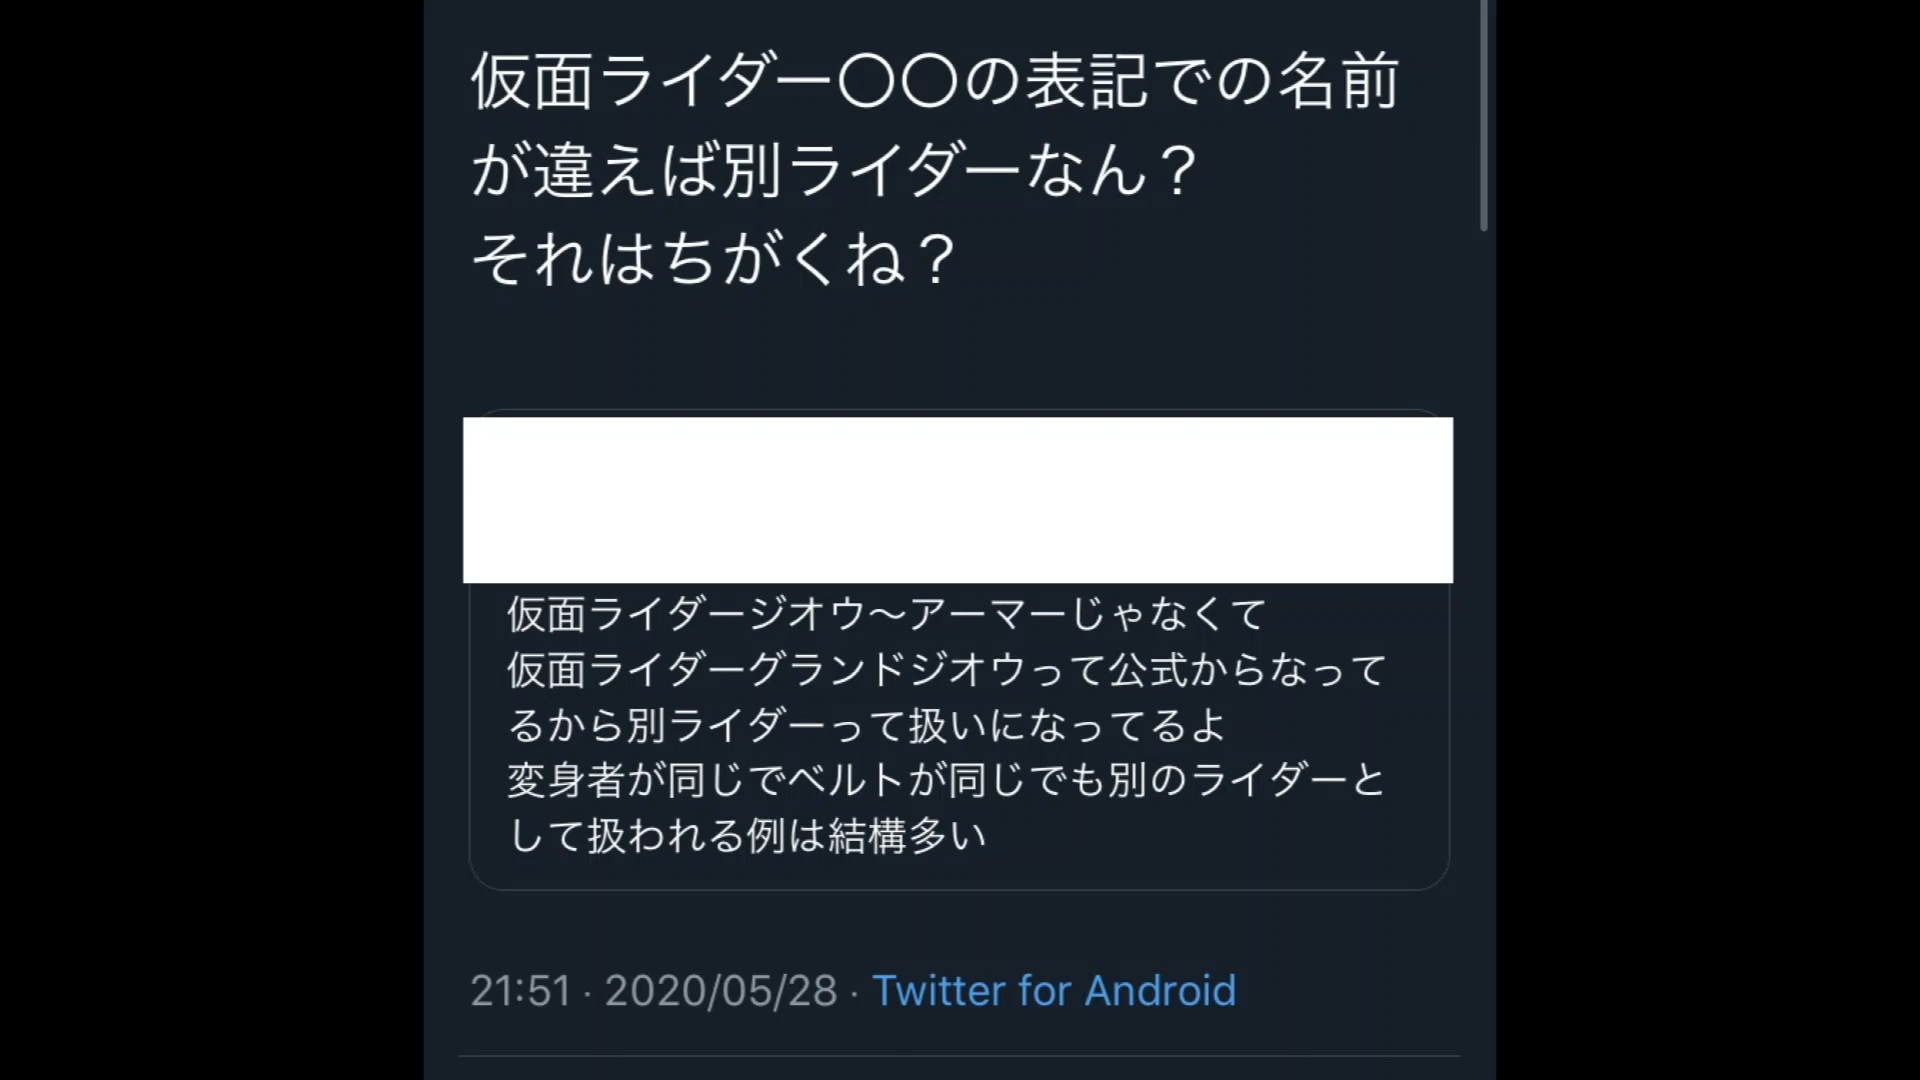 仮面ライダー〇〇の表記での名前
が違えば別ライダーなん？
それはちがくね？
仮面ライダージオウ〜アーマーじゃなくて
仮面ライダーグランドジオウって公式からなって
るから別ライダーって扱いになってるよ
変身者が同じでベルトが同じでも別のライダーと
して扱われる例は結構多い
21:51 · 2020/05/28 · Twitter for Android